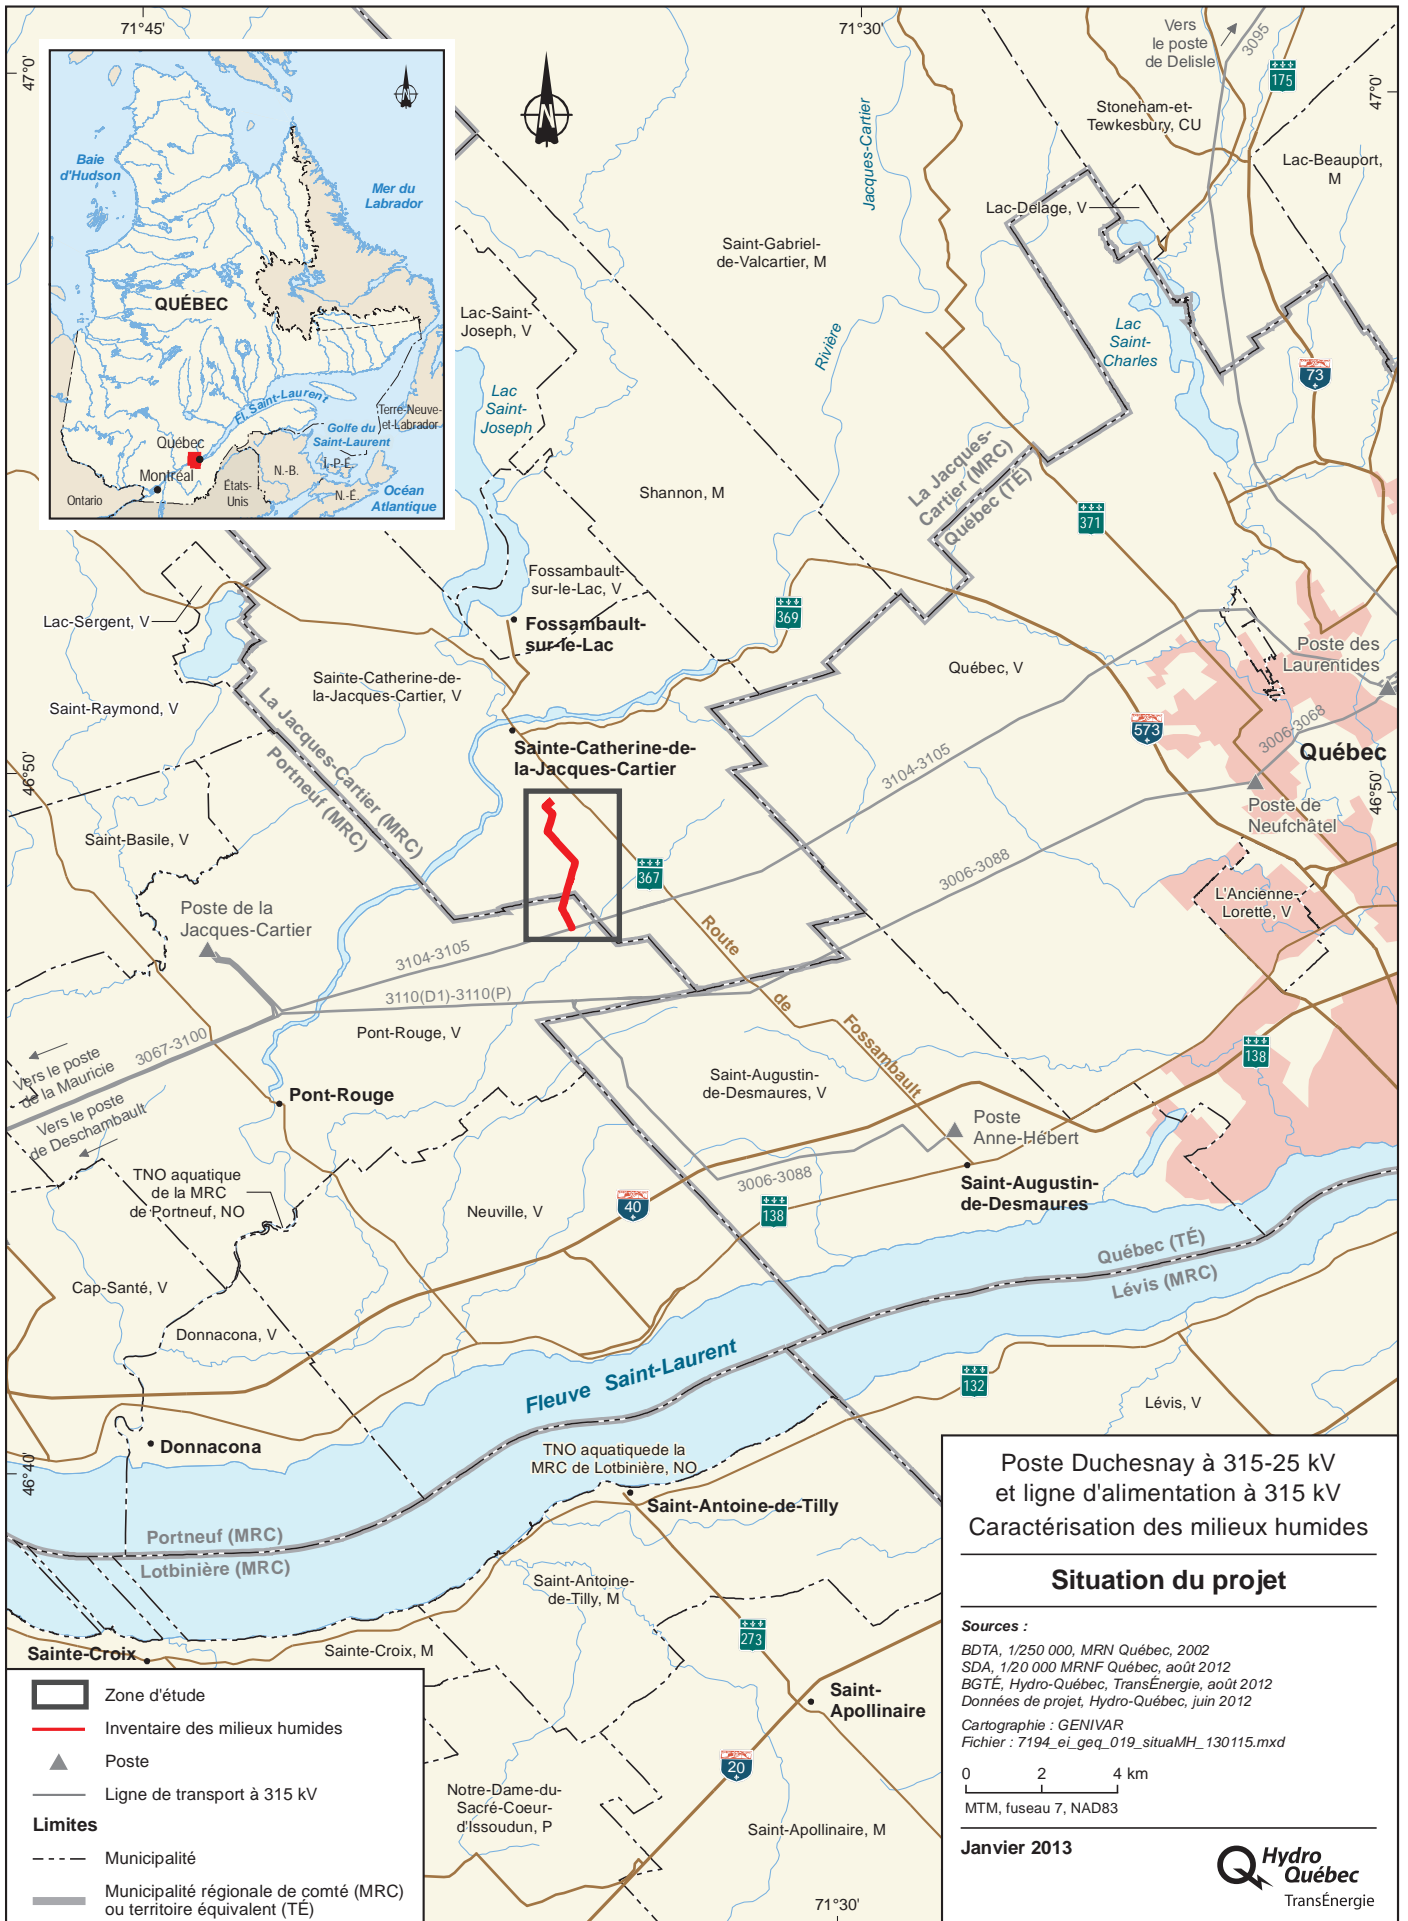 71°45'
71°30'
47°0'
47°0'
Vers
le poste
de Delisle
3095
175
Stoneham-et-
Tewkesbury, CU
Lac-Beauport,
M
Lac-Delage, V
Jacques-Cartier
Rivière
Saint-Gabriel-
de-Valcartier, M
Lac
Saint-
Charles
73
Baie
d'Hudson
Mer du
Labrador
QUÉBEC
Fl. Saint-Laurent
Terre-Neuve-
et-Labrador
Golfe du
Saint-Laurent
Québec
Montréal
Î.-P.-É.
N.-B.
N.-É.
États-
Unis
Ontario
Océan
Atlantique
N
Lac-Saint-
Joseph, V
Lac
Saint-
Joseph
Shannon, M
La Jacques-
Cartier (MRC)
Québec (TÉ)
371
Fossambault-
sur-le-Lac, V
Fossambault-
sur-le-Lac
369
Lac-Sergent, V
Saint-Raymond, V
Sainte-Catherine-de-
la-Jacques-Cartier, V
Québec, V
Poste des
Laurentides
La Jacques-Cartier (MRC)
Portneuf (MRC)
Sainte-Catherine-de-
la-Jacques-Cartier
573
3006-3068
Québec
46°50'
46°50'
3104-3105
Poste de
Neufchâtel
Saint-Basile, V
367
3006-3088
L'Ancienne-
Lorette, V
Poste de la
Jacques-Cartier
Route
de
Fossambault
3104-3105
3110(D1)-3110(P)
Pont-Rouge, V
3067-3100
Vers le poste
de la Mauricie
Vers le poste
de Deschambault
138
Saint-Augustin-
de-Desmaures, V
Pont-Rouge
Poste
Anne-Hébert
3006-3088
Saint-Augustin-
de-Desmaures
TNO aquatique
de la MRC
de Portneuf, NO
Neuville, V
40
138
Québec (TÉ)
Lévis (MRC)
Cap-Santé, V
Donnacona, V
Fleuve Saint-Laurent
132
Lévis, V
Donnacona
46°40'
TNO aquatiquede la
MRC de Lotbinière, NO
Saint-Antoine-de-Tilly
Portneuf (MRC)
Lotbinière (MRC)
Saint-Antoine-
de-Tilly, M
273
Sainte-Croix
Sainte-Croix, M
Saint-
Apollinaire
20
Notre-Dame-du-
Sacré-Coeur-
d'Issoudun, P
Saint-Apollinaire, M
71°30'
Zone d'étude
Inventaire des milieux humides
Poste
Ligne de transport à 315 kV
Limites
Municipalité
Municipalité régionale de comté (MRC)
ou territoire équivalent (TÉ)
Poste Duchesnay à 315-25 kV
et ligne d'alimentation à 315 kV
Caractérisation des milieux humides
Situation du projet
Sources :
BDTA, 1/250 000, MRN Québec, 2002
SDA, 1/20 000 MRNF Québec, août 2012
BGTÉ, Hydro-Québec, TransÉnergie, août 2012
Données de projet, Hydro-Québec, juin 2012
Cartographie : GENIVAR
Fichier : 7194_ei_geq_019_situaMH_130115.mxd
0 2 4 km
MTM, fuseau 7, NAD83
Janvier 2013
Hydro
Québec
TransÉnergie